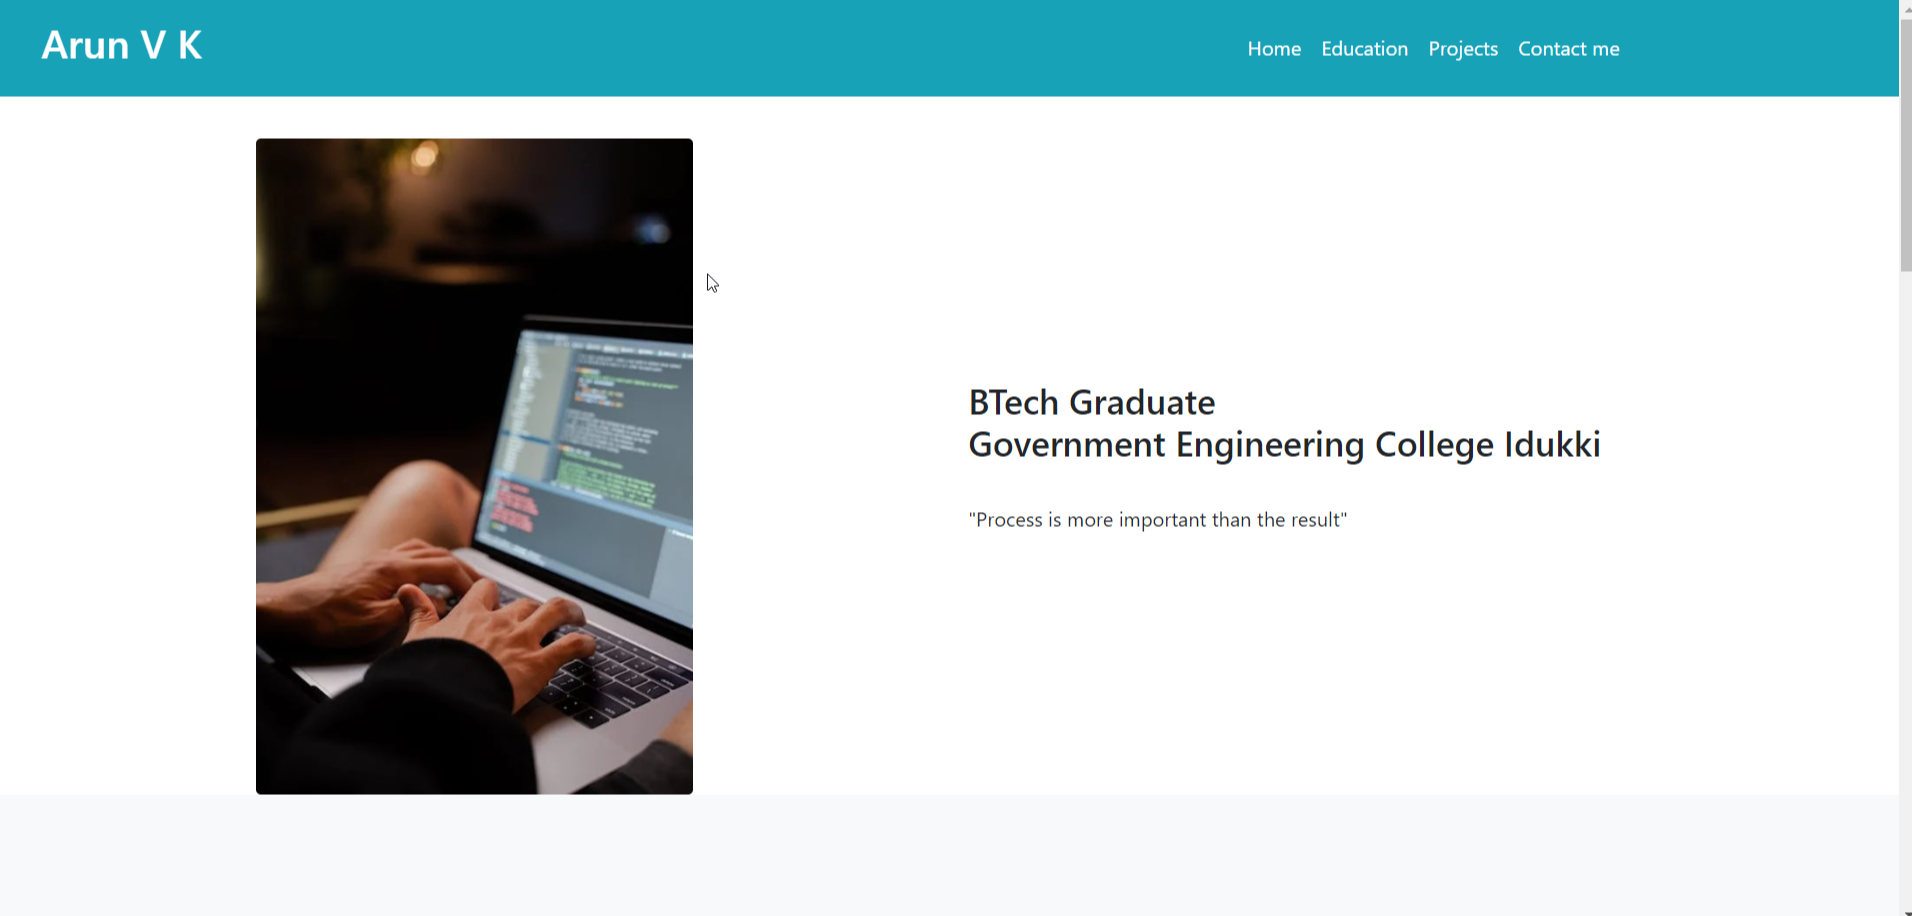 Arun V K
Home Education Projects Contact me
BTech Graduate
Government Engineering College Idukki
"Process is more important than the result"